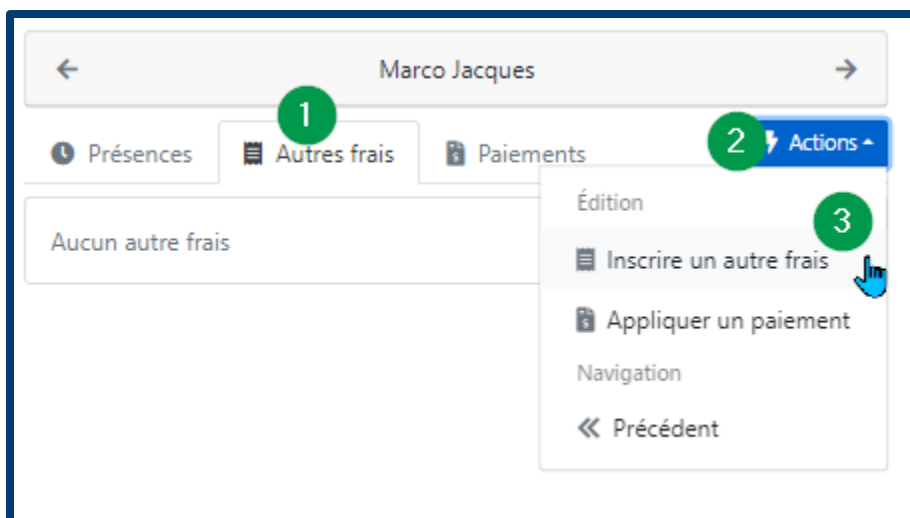 Marco Jacques
1
Présences Autres frais Paiements 2 Actions
Édition
3
Aucun autre frais
Inscrire un autre frais
Appliquer un paiement
Navigation
Précédent